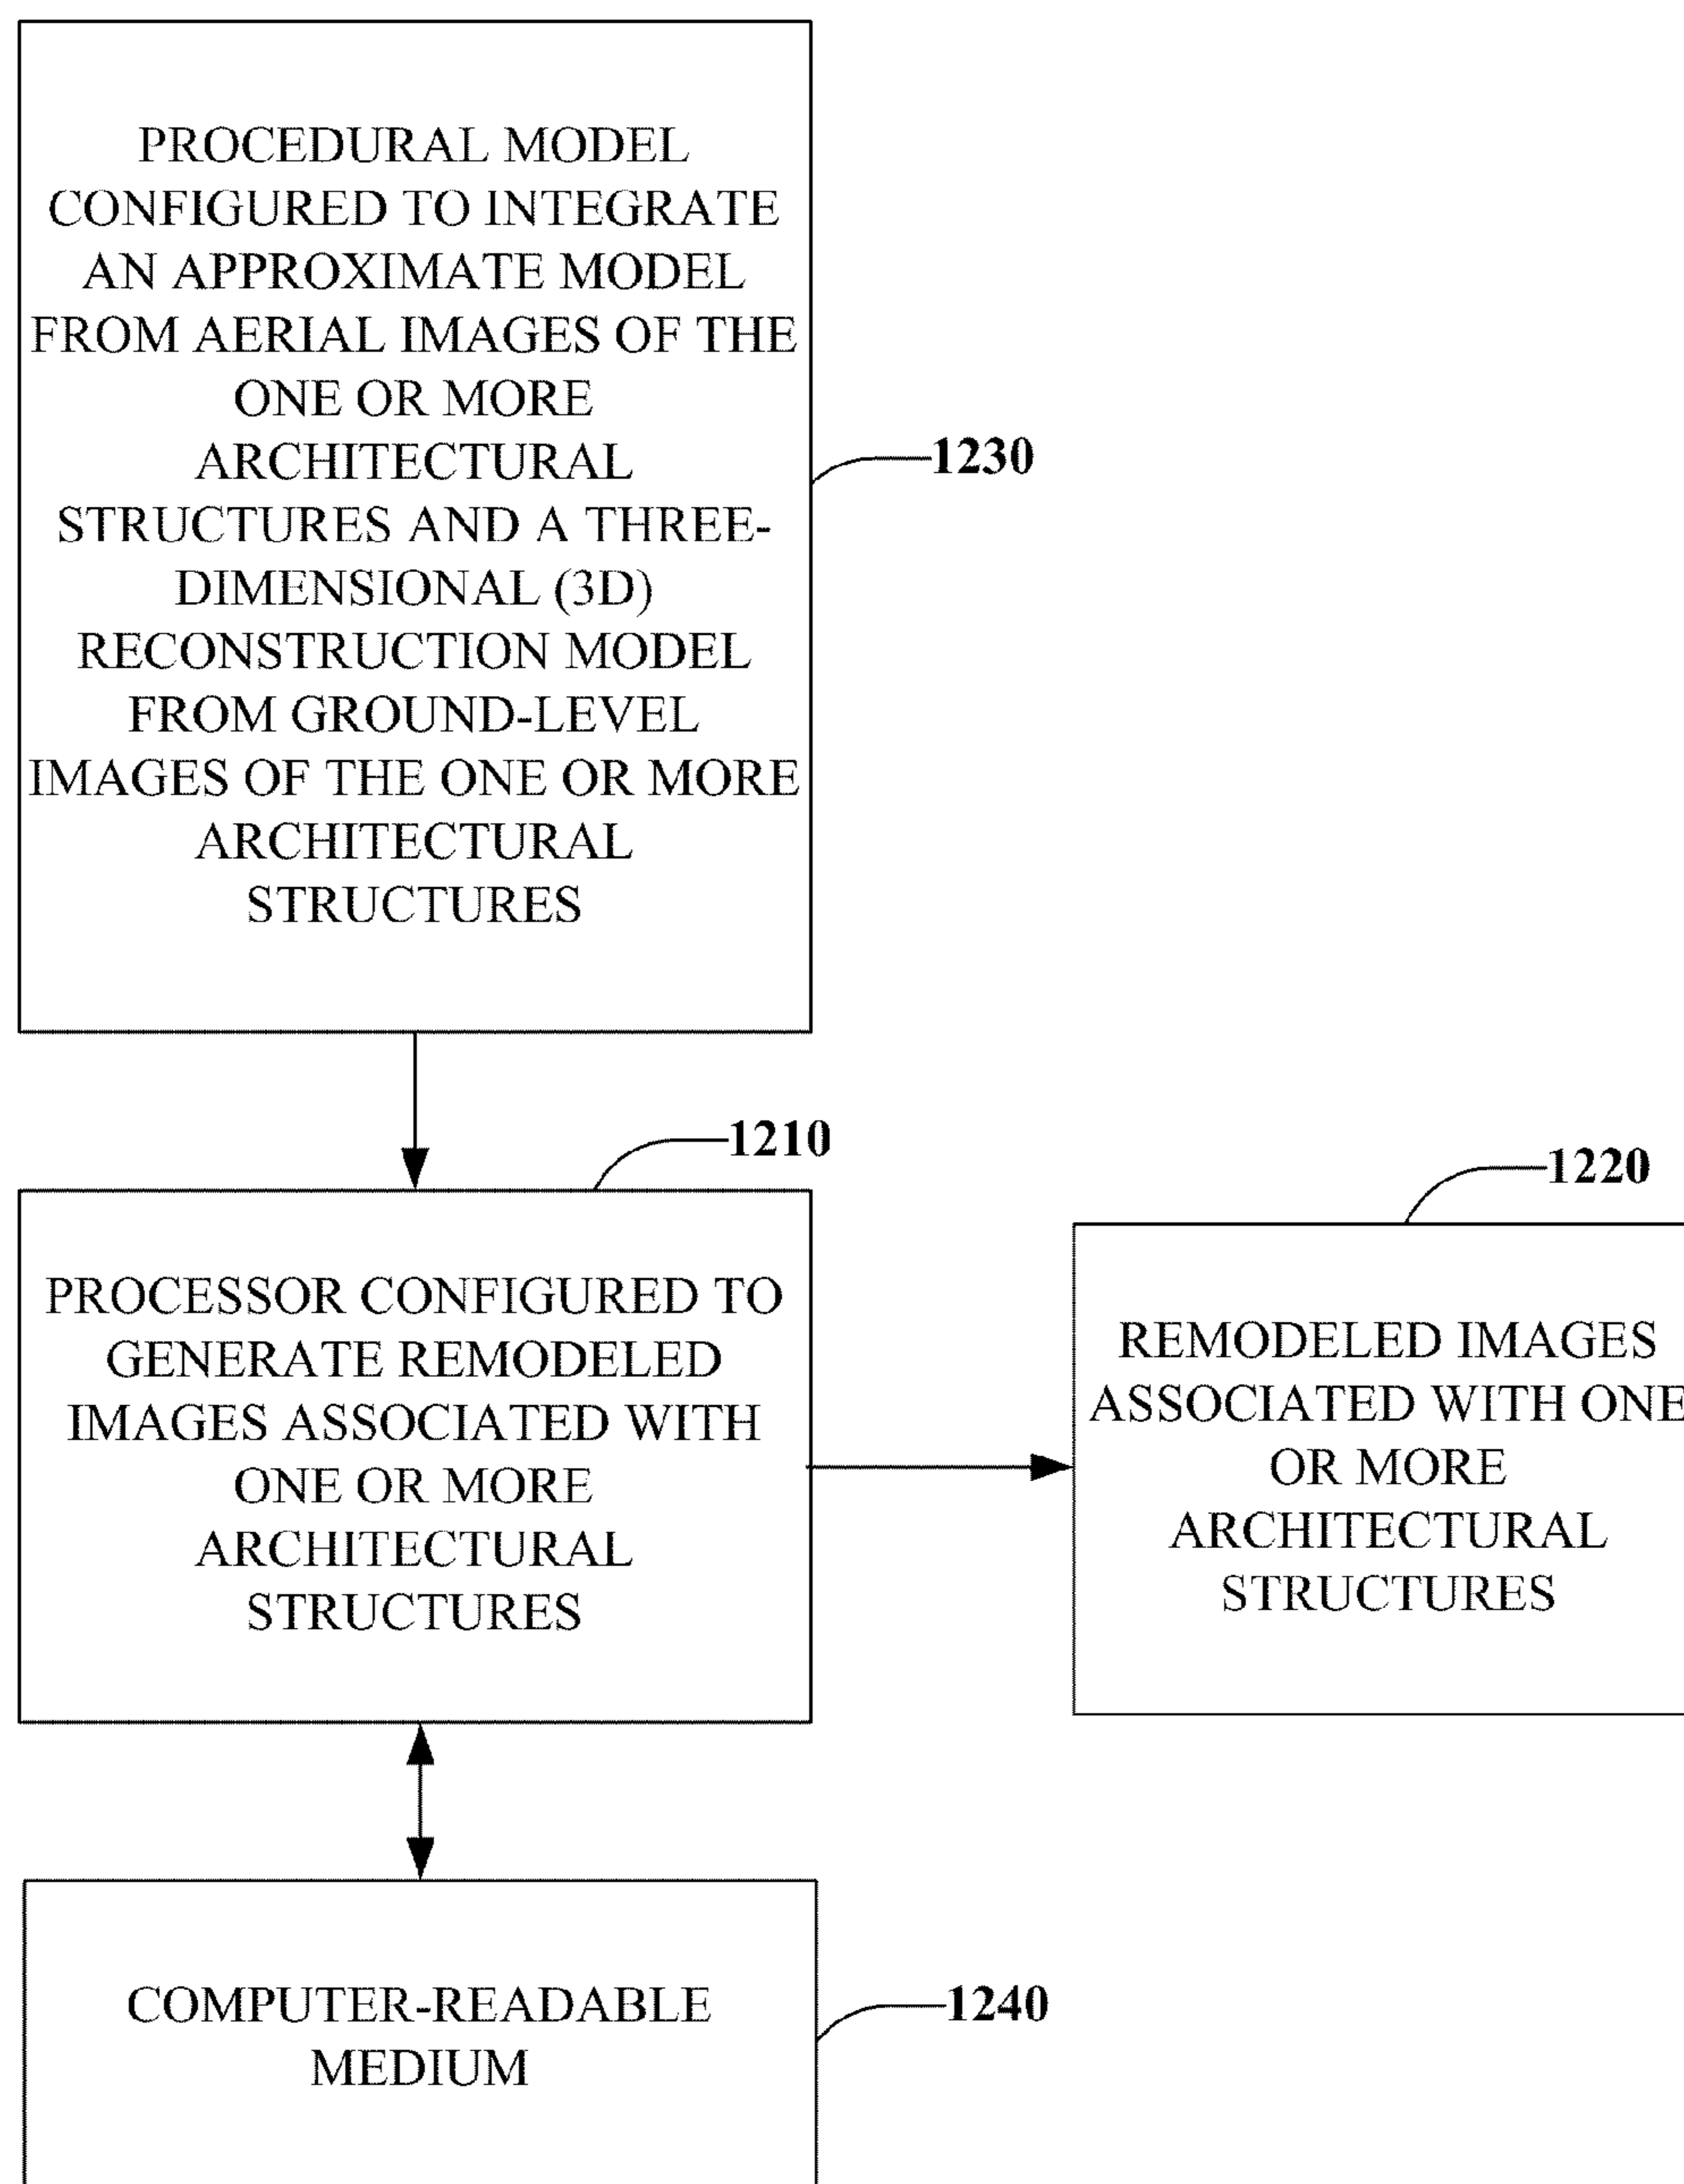 PROCEDURAL MODEL
CONFIGURED TO INTEGRATE
AN APPROXIMATE MODEL
FROM AERIAL IMAGES OF THE
ONE OR MORE
ARCHITECTURAL
STRUCTURES AND A THREE-
DIMENSIONAL (3D)
RECONSTRUCTION MODEL
FROM GROUND-LEVEL
IMAGES OF THE ONE OR MORE
ARCHITECTURAL
STRUCTURES
1230
1210
PROCESSOR CONFIGURED TO
GENERATE REMODELED
IMAGES ASSOCIATED WITH
ONE OR MORE
ARCHITECTURAL
STRUCTURES
1220
REMODELED IMAGES
ASSOCIATED WITH ONE
OR MORE
ARCHITECTURAL
STRUCTURES
COMPUTER-READABLE
MEDIUM
1240